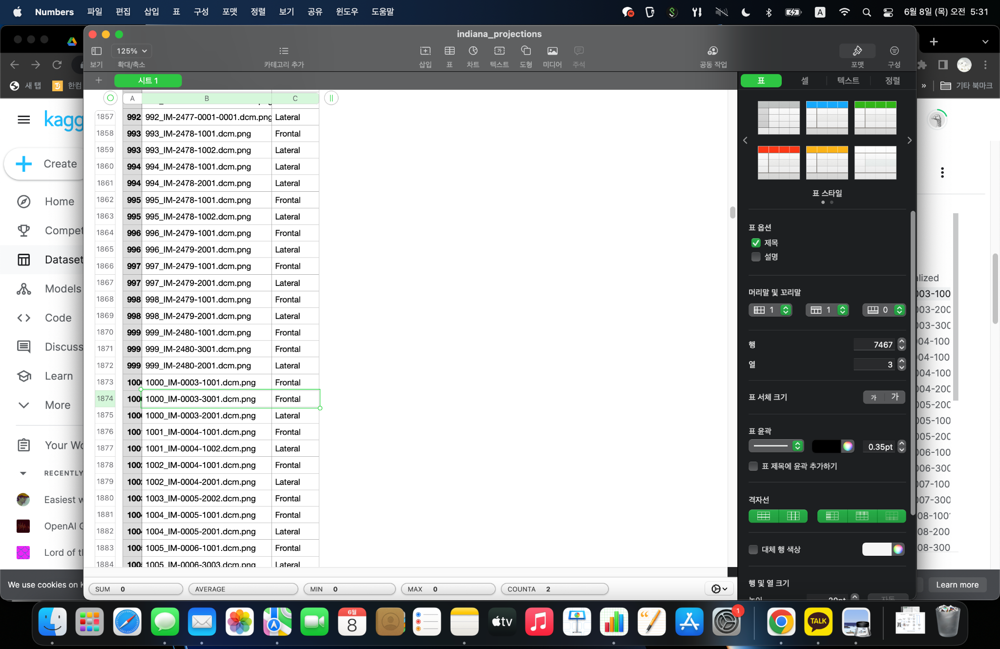 Numbers 파일 편집 삽입 표 구성 포맷 정렬 보기 공유 윈도우 도움말 A 6월 8일 (목) 오전 5:31
indiana_projections
125%
보기 확대/축소 카테고리 추가 삽입 표 차트 텍스트 도형 미디어 주석 공동 작업 포맷 구성
시트 1
표 셀 텍스트 정렬
새 탭 한컴
» 기타 북마크
A B C
1857 992 992_IM-2477-0001-0001.dcm.png Lateral
1858 993 993_IM-2478-1001.dcm.png Frontal
1859 993 993_IM-2478-1002.dcm.png Lateral
1860 994 994_IM-2478-1001.dcm.png Lateral
1861 994 994_IM-2478-2001.dcm.png Lateral
1862 995 995_IM-2478-1001.dcm.png Frontal
1863 995 995_IM-2478-1002.dcm.png Lateral
1864 996 996_IM-2479-1001.dcm.png Frontal
1865 996 996_IM-2479-2001.dcm.png Lateral
1866 997 997_IM-2479-1001.dcm.png Frontal
1867 997 997_IM-2479-2001.dcm.png Lateral
1868 998 998_IM-2479-1001.dcm.png Frontal
1869 998 998_IM-2479-2001.dcm.png Lateral
1870 999 999_IM-2480-1001.dcm.png Frontal
1871 999 999_IM-2480-3001.dcm.png Frontal
1872 999 999_IM-2480-2001.dcm.png Lateral
1873 100 1000_IM-0003-1001.dcm.png Frontal
1874 100 1000_IM-0003-3001.dcm.png Frontal
1875 100 1000_IM-0003-2001.dcm.png Lateral
1876 100 1001_IM-0004-1001.dcm.png Frontal
1877 100 1001_IM-0004-1002.dcm.png Lateral
1878 100 1002_IM-0004-1001.dcm.png Frontal
1879 100 1002_IM-0004-2001.dcm.png Lateral
1880 100 1003_IM-0005-2002.dcm.png Frontal
1881 100 1004_IM-0005-1001.dcm.png Frontal
1882 100 1004_IM-0005-2001.dcm.png Lateral
1883 100 1005_IM-0006-1001.dcm.png Frontal
1884 100 1005_IM-0006-3003.dcm.png Lateral
SUM 0 AVERAGE MIN 0 MAX 0 COUNTA 2
kagg
Create
Home
Compet
Dataset
Models
Code
Discuss
Learn
More
Your Wo
RECENTLY
Easiest w
OpenAI G
Lord of th
We use cookies on K
표 스타일
표 옵션
제목
설명
머리말 및 꼬리말
1 1 0
행 7467
열 3
표 서체 크기 가 가
표 윤곽
0.35pt
표 제목에 윤곽 추가하기
격자선
대체 행 색상
행 및 열 크기
높이 20pt 자동
alized
003-100
003-200
003-300
04-100
04-100
04-100
04-200
05-200
005-100
05-200
06-100
06-300
07-100
07-300
08-100
08-200
08-300
Learn more
6월
8
tv
1
TALK